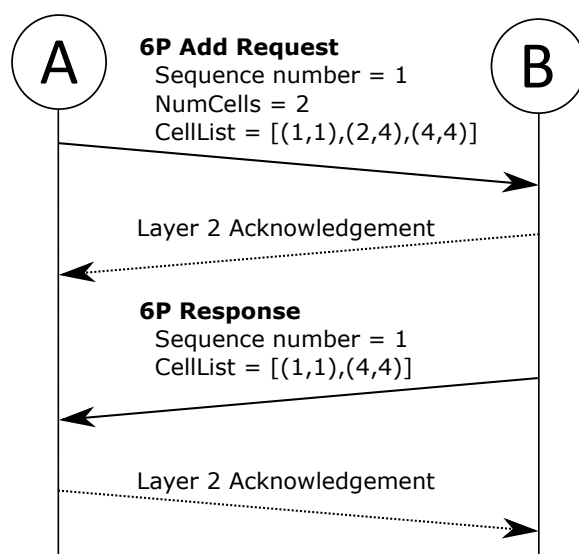 A
B
6P Add Request
Sequence number = 1
NumCells = 2
CellList = [(1,1),(2,4),(4,4)]
Layer 2 Acknowledgement
6P Response
Sequence number = 1
CellList = [(1,1),(4,4)]
Layer 2 Acknowledgement